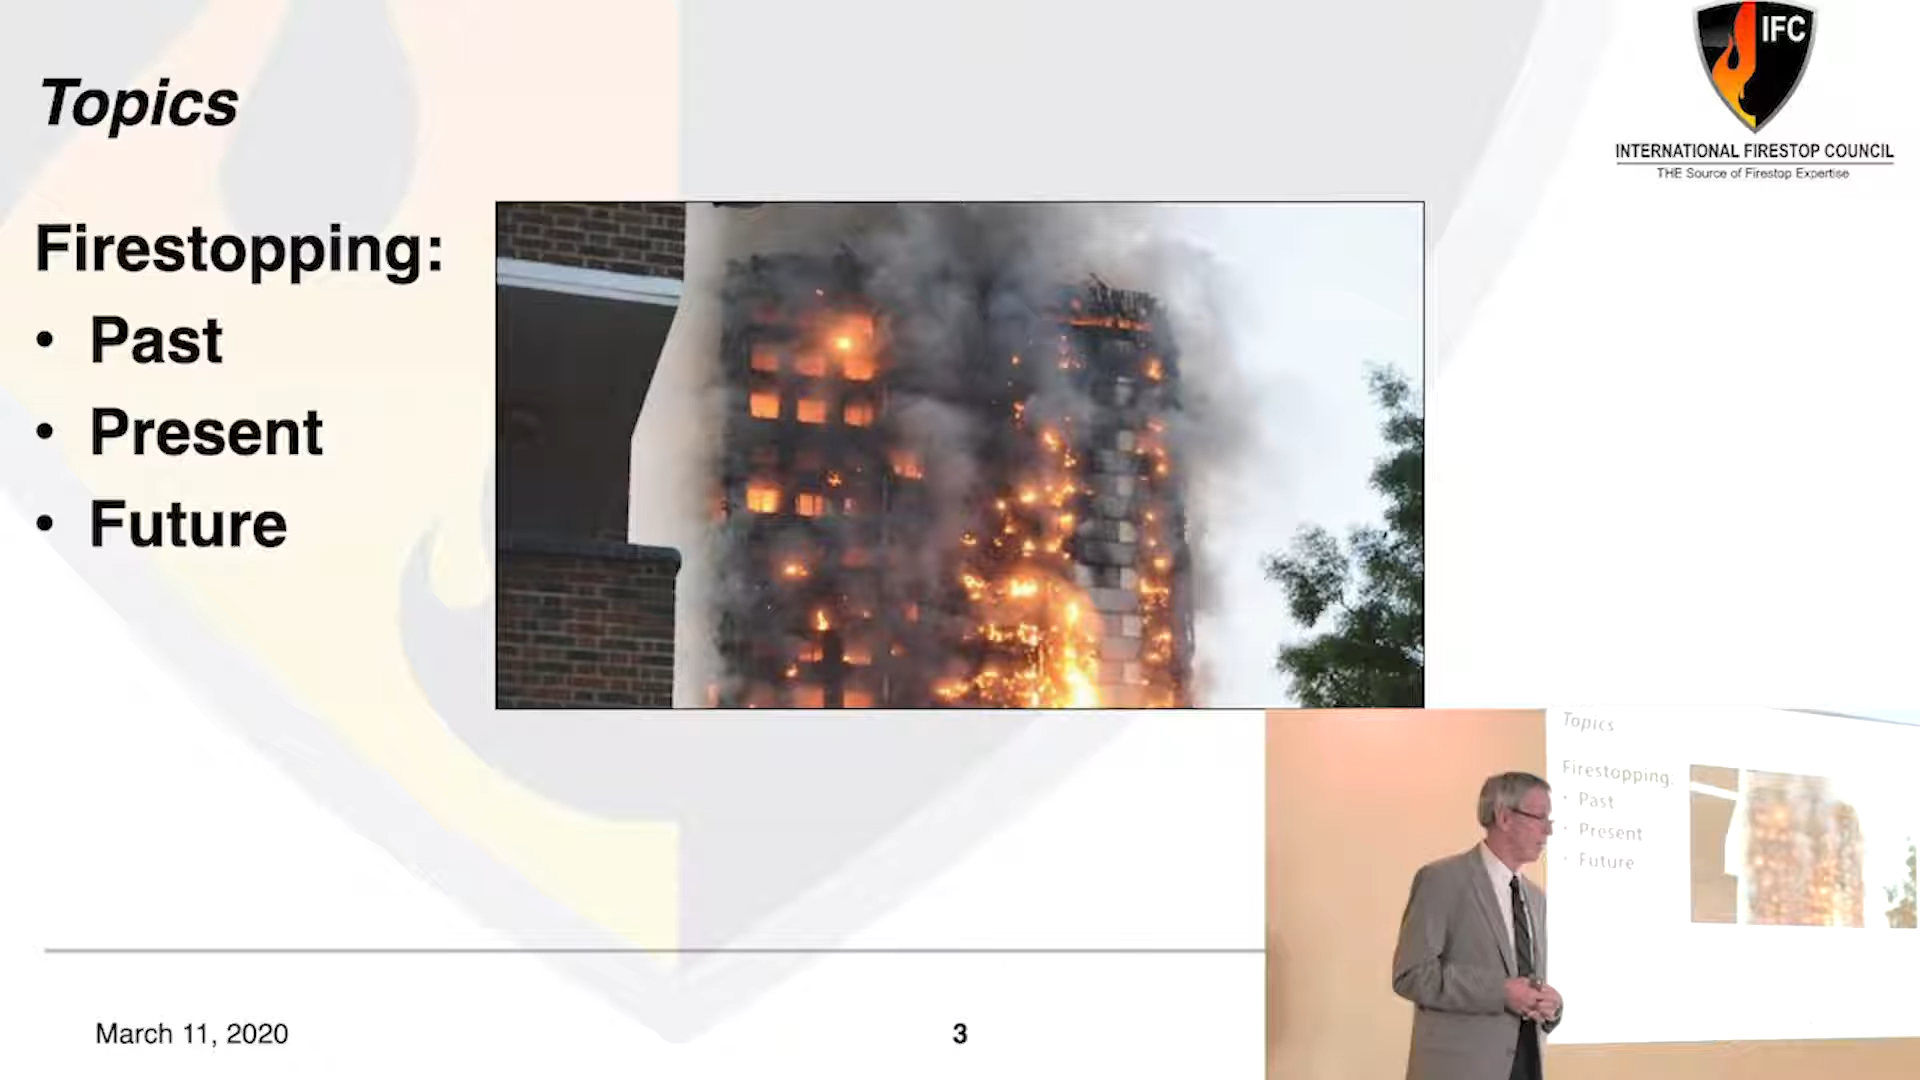 Topics
IFC
INTERNATIONAL FIRESTOP COUNCIL
THE Source of Firestop Expertise
Firestopping:
• Past
• Present
• Future
Topics
Firestopping:
• Past
• Present
• Future
March 11, 2020
3